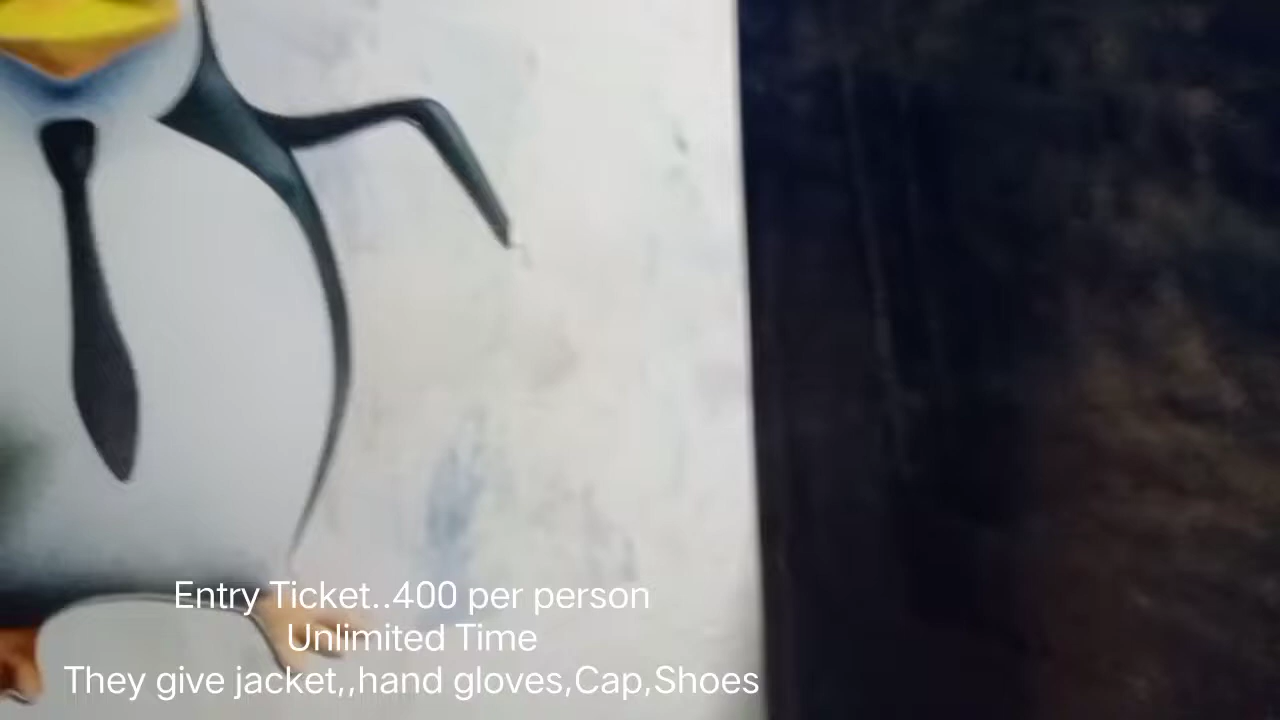 Entry Ticket..400 per person
Unlimited Time
They give jacket,,hand gloves,Cap,Shoes